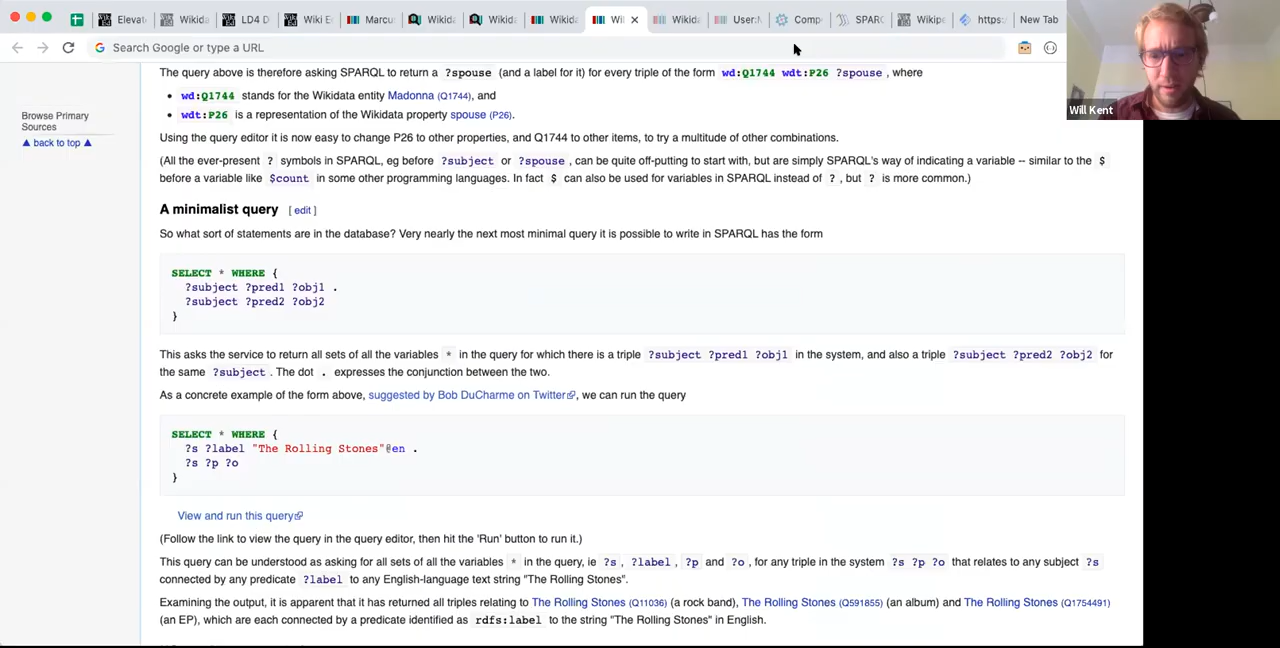 Elevat
Wikida
LD4 D
Wiki E
Marcu
Wikida
Wikida
Wikida
Wi
Wikida
User:
Comp
SPARC
Wikipe
https:
New Tab
Search Google or type a URL
Will Kent
Browse Primary
Sources
▲ back to top ▲
The query above is therefore asking SPARQL to return a ?spouse (and a label for it) for every triple of the form wd:Q1744 wdt:P26 ?spouse , where
• wd:Q1744 stands for the Wikidata entity Madonna (Q1744), and
• wdt:P26 is a representation of the Wikidata property spouse (P26).
Using the query editor it is now easy to change P26 to other properties, and Q1744 to other items, to try a multitude of other combinations.
(All the ever-present ? symbols in SPARQL, eg before ?subject or ?spouse , can be quite off-putting to start with, but are simply SPARQL's way of indicating a variable -- similar to the $
before a variable like $count in some other programming languages. In fact $ can also be used for variables in SPARQL instead of ? , but ? is more common.)
A minimalist query [ edit ]
So what sort of statements are in the database? Very nearly the next most minimal query it is possible to write in SPARQL has the form
SELECT * WHERE {
?subject ?pred1 ?obj1 .
?subject ?pred2 ?obj2
}
This asks the service to return all sets of all the variables * in the query for which there is a triple ?subject ?pred1 ?obj1 in the system, and also a triple ?subject ?pred2 ?obj2 for
the same ?subject . The dot . expresses the conjunction between the two.
As a concrete example of the form above, suggested by Bob DuCharme on Twitter, we can run the query
SELECT * WHERE {
?s ?label "The Rolling Stones"@en .
?s ?p ?o
}
View and run this query
(Follow the link to view the query in the query editor, then hit the 'Run' button to run it.)
This query can be understood as asking for all sets of all the variables * in the query, ie ?s , ?label , ?p and ?o , for any triple in the system ?s ?p ?o that relates to any subject ?s
connected by any predicate ?label to any English-language text string "The Rolling Stones".
Examining the output, it is apparent that it has returned all triples relating to The Rolling Stones (Q11036) (a rock band), The Rolling Stones (Q591855) (an album) and The Rolling Stones (Q1754491)
(an EP), which are each connected by a predicate identified as rdfs:label to the string "The Rolling Stones" in English.